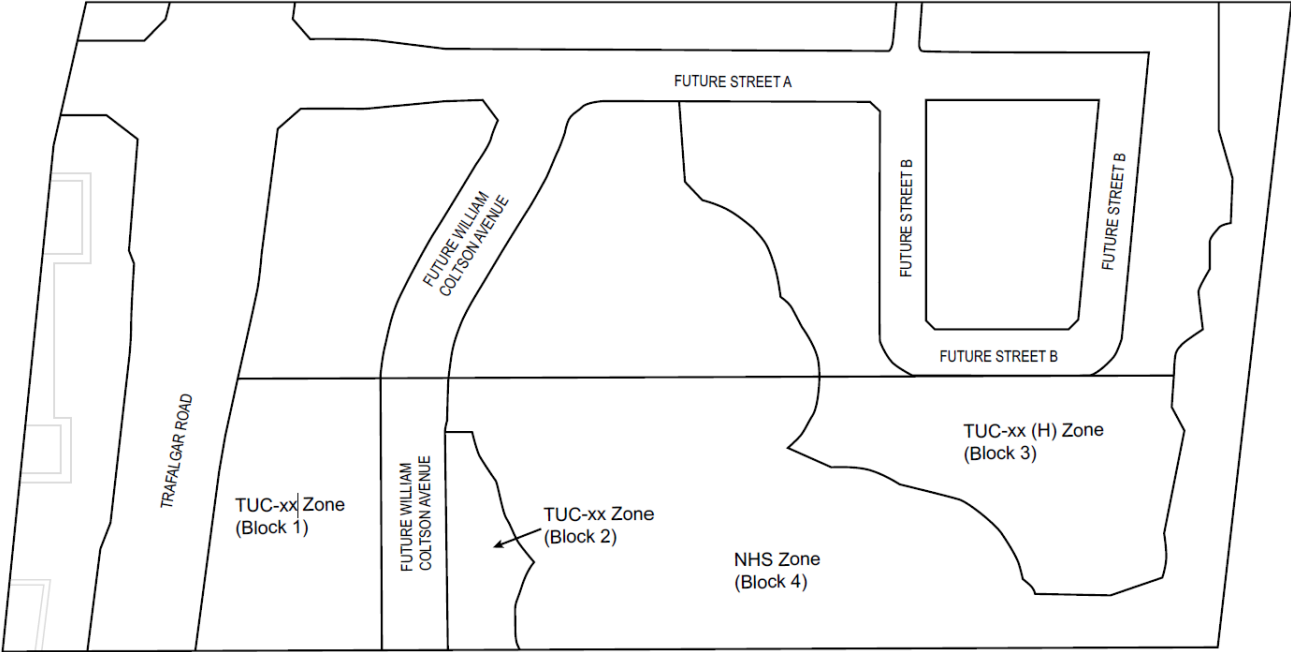 FUTURE STREET A
FUTURE STREET B
FUTURE STREET B
FUTURE WILLIAM
COLTSON AVENUE
FUTURE STREET B
TRAFALGAR ROAD
TUC-xx (H) Zone
(Block 3)
FUTURE WILLIAM
COLTSON AVENUE
TUC-xx Zone
(Block 1)
TUC-xx Zone
(Block 2)
NHS Zone
(Block 4)